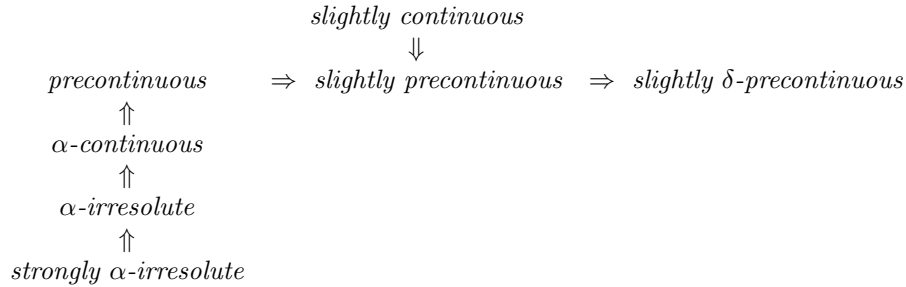 slightly continuous
⇓
precontinuous ⇒ slightly precontinuous ⇒ slightly δ-precontinuous
⇑
α-continuous
⇑
α-irresolute
⇑
strongly α-irresolute